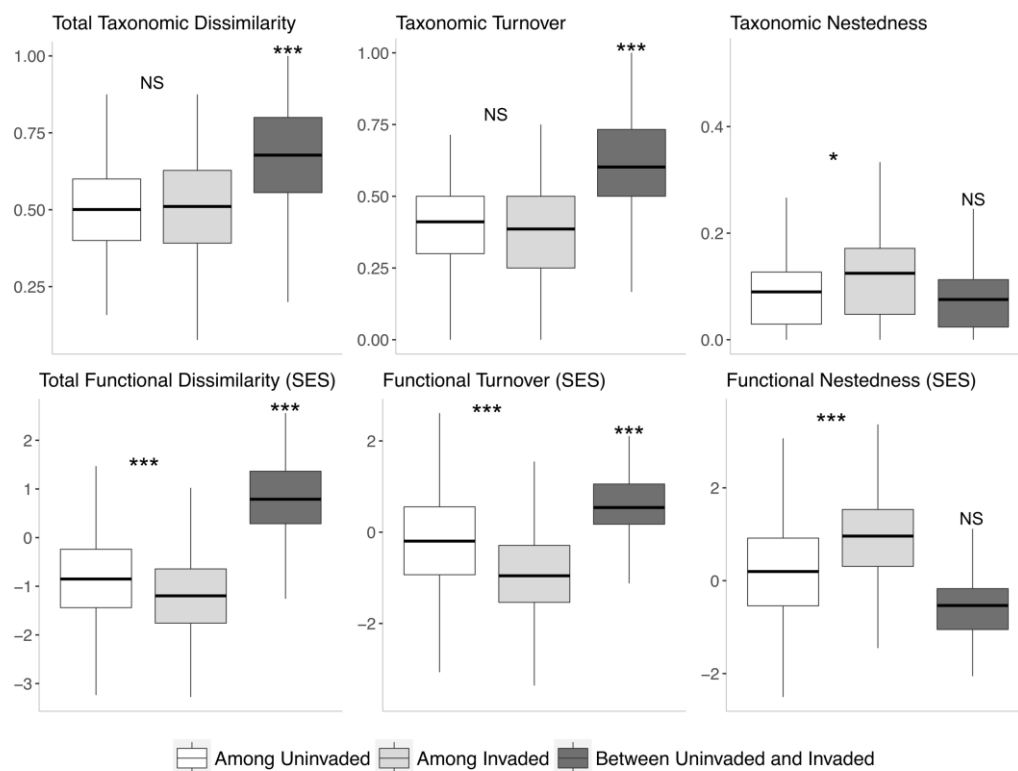 Total Taxonomic Dissimilarity
Taxonomic Turnover
Taxonomic Nestedness
1.00
0.75
0.50
0.25
NS
***
1.00
0.75
0.50
0.25
0.00
NS
***
0.4
0.2
0.0
*
NS
Total Functional Dissimilarity (SES)
Functional Turnover (SES)
Functional Nestedness (SES)
2
1
0
−1
−2
−3
***
***
2
0
−2
***
***
2
0
−2
***
NS
Among Uninvaded Among Invaded Between Uninvaded and Invaded